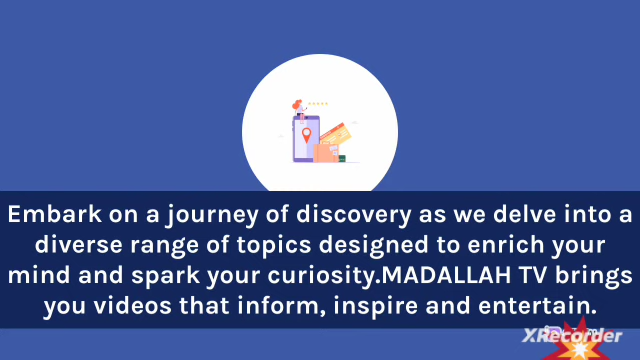 Embark on a journey of discovery as we delve into a
diverse range of topics designed to enrich your
mind and spark your curiosity.MADALLAH TV brings
you videos that inform, inspire and entertain.
XRecorder